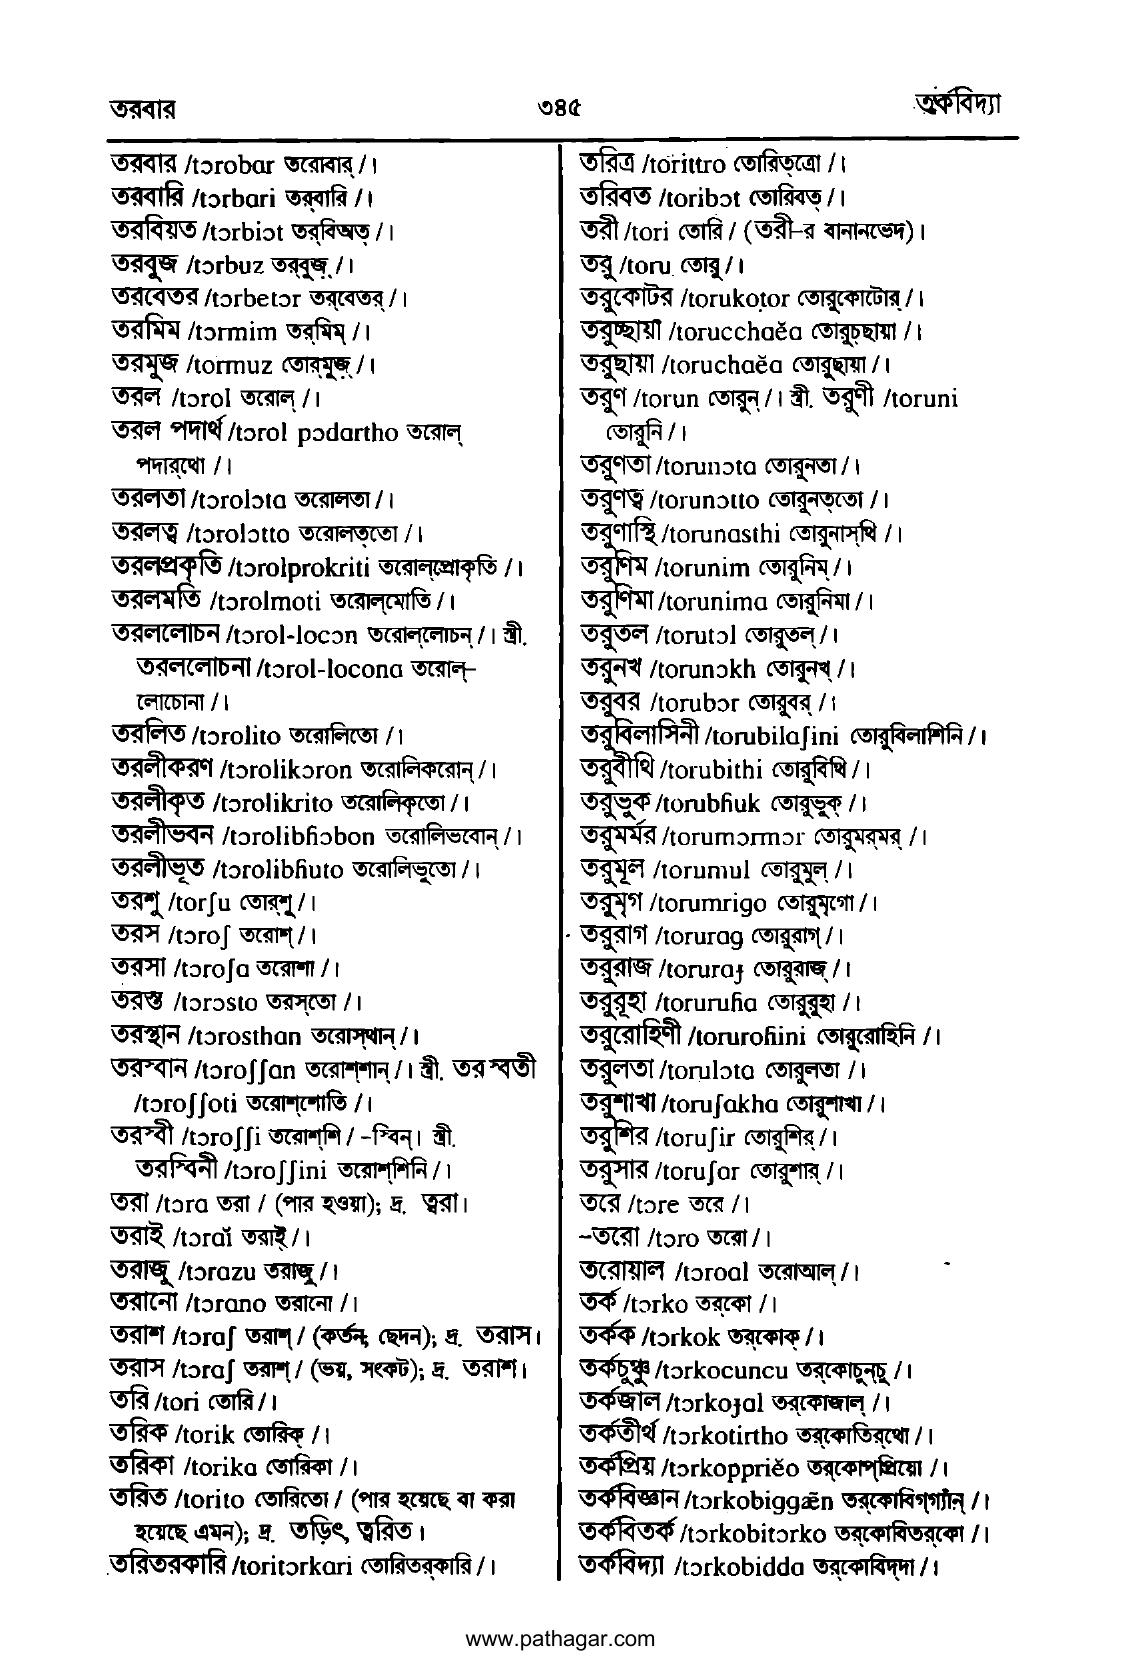 তরবার
৩৪৫
তর্কবিদ্যা
তরবার /tɔrobar তরোবার্ / ।
তরবারি /tɔrbari তর্‌বারি / ।
তরবিয়ত /tɔrbiɔt তর্‌বিঅত্ / ।
তরবুজ /tɔrbuz তর্‌বুজ্ / ।
তরবেতর /tɔrbetɔr তর্‌বেতর্ / ।
তরমিম /tɔrmim তর্‌মিম্ / ।
তরমুজ /tormuz তোর্‌মুজ্ / ।
তরল /tɔrol তরোল্ / ।
তরল পদার্থ /tɔrol pɔdartho তরোল্
পদার্‌থো / ।
তরলতা /tɔrolɔta তরোলতা / ।
তরলত্ব /tɔrolɔtto তরোলত্‌তো / ।
তরলপ্রকৃতি /tɔrolprokriti তরোল্‌প্রোকৃতি / ।
তরলমতি /tɔrolmoti তরোল্‌মোতি / ।
তরললোচন /tɔrol-locɔn তরোল্‌লোচন্ / । স্ত্রী.
তরললোচনা /tɔrol-locona তরোল্-
লোচোনা / ।
তরলিত /tɔrolito তরোলিতো / ।
তরলীকরণ /tɔrolikɔron তরোলিকরোন্ / ।
তরলীকৃত /tɔrolikrito তরোলিকৃতো / ।
তরলীভবন /tɔrolibɦɔbon তরোলিভবোন্ / ।
তরলীভূত /tɔrolibɦuto তরোলিভুতো / ।
তরশু /torʃu তোর্‌শু / ।
তরস /tɔroʃ তরোশ্ / ।
তরসা /tɔroʃa তরোশা / ।
তরস্ত /tɔrɔsto তরস্‌তো / ।
তরস্থান /tɔrosthan তরোস্‌থান্ / ।
তরস্বান /tɔroʃʃan তরোশ্‌শান্ / । স্ত্রী. তরস্বতী
/tɔroʃʃoti তরোশ্‌শোতি / ।
তরস্বী /tɔroʃʃi তরোশ্‌শি / -স্বিন্ । স্ত্রী.
তরস্বিনী /tɔroʃʃini তরোশ্‌শিনি / ।
তরা /tɔra তরা / (পার হওয়া); দ্র. ত্বরা ।
তরাই /tɔraĭ তরাই্ / ।
তরাজু /tɔrazu তরাজু / ।
তরানো /tɔrano তরানো / ।
তরাশ /tɔraʃ তরাশ্ / (কর্তন, ছেদন); দ্র. তরাস ।
তরাস /tɔraʃ তরাশ্ / (ভয়, সংকট); দ্র. তরাশ ।
তরি /tori তোরি / ।
তরিক /torik তোরিক্ / ।
তরিকা /torika তোরিকা / ।
তরিত /torito তোরিতো / (পার হয়েছে বা করা
হয়েছে এমন); দ্র. তড়িৎ, ত্বরিত ।
তরিতরকারি /toritɔrkari তোরিতর্‌কারি / ।
তরিত্র /torittro তোরিত্‌ত্রো / ।
তরিবত /toribɔt তোরিবত্ / ।
তরী /tori তোরি / (তরী-র বানানভেদ) ।
তরু /toru তোরু / ।
তরুকোটর /torukoṭor তোরুকোটোর্ / ।
তরুচ্ছায়া /torucchaĕa তোরুচ্‌ছায়া / ।
তরুছায়া /toruchaĕa তোরুছায়া / ।
তরুণ /torun তোরুন্ / । স্ত্রী. তরুণী /toruni
তোরুনি / ।
তরুণতা /torunɔta তোরুনতা / ।
তরুণত্ব /torunɔtto তোরুনত্‌তো / ।
তরুণাস্থি /torunasthi তোরুনাস্‌থি / ।
তরুণিম /torunim তোরুনিম্ / ।
তরুণিমা /torunima তোরুনিমা / ।
তরুতল /torutɔl তোরুতল্ / ।
তরুনখ /torunɔkh তোরুনখ্ / ।
তরুবর /torubɔr তোরুবর্ / ।
তরুবিলাসিনী /torubilaʃini তোরুবিলাশিনি / ।
তরুবীথি /torubithi তোরুবিথি / ।
তরুভুক /torubɦuk তোরুভুক্ / ।
তরুমর্মর /torumɔrmɔr তোরুমর্‌মর্ / ।
তরুমূল /torumul তোরুমুল্ / ।
তরুমৃগ /torumrigo তোরুমৃগো / ।
তরুরাগ /torurag তোরুরাগ্ / ।
তরুরাজ /toruraɟ তোরুরাজ্ / ।
তরুরূহা /toruruɦa তোরুরুহা / ।
তরুরোহিণী /toruroɦini তোরুরোহিনি / ।
তরুলতা /torulɔta তোরুলতা / ।
তরুশাখা /toruʃakha তোরুশাখা / ।
তরুশির /toruʃir তোরুশির্ / ।
তরুসার /toruʃar তোরুশার্ / ।
তরে /tɔre তরে / ।
-তরো /tɔro তরো / ।
তরোয়াল /tɔroal তরোআল্ / ।
তর্ক /tɔrko তর্‌কো / ।
তর্কক /tɔrkok তর্‌কোক্ / ।
তর্কচুঞ্চু /tɔrkocuncu তর্‌কোচুন্‌চু / ।
তর্কজাল /tɔrkoɟal তর্‌কোজাল্ / ।
তর্কতীর্থ /tɔrkotirtho তর্‌কোতির্‌থো / ।
তর্কপ্রিয় /tɔrkoppriĕo তর্‌কোপ্‌প্রিয়ো / ।
তর্কবিজ্ঞান /tɔrkobiggæ̃n তর্‌কোবিগ্‌গ্যাঁন্ / ।
তর্কবিতর্ক /tɔrkobitɔrko তর্‌কোবিতর্‌কো / ।
তর্কবিদ্যা /tɔrkobidda তর্‌কোবিদ্‌দা / ।
www.pathagar.com